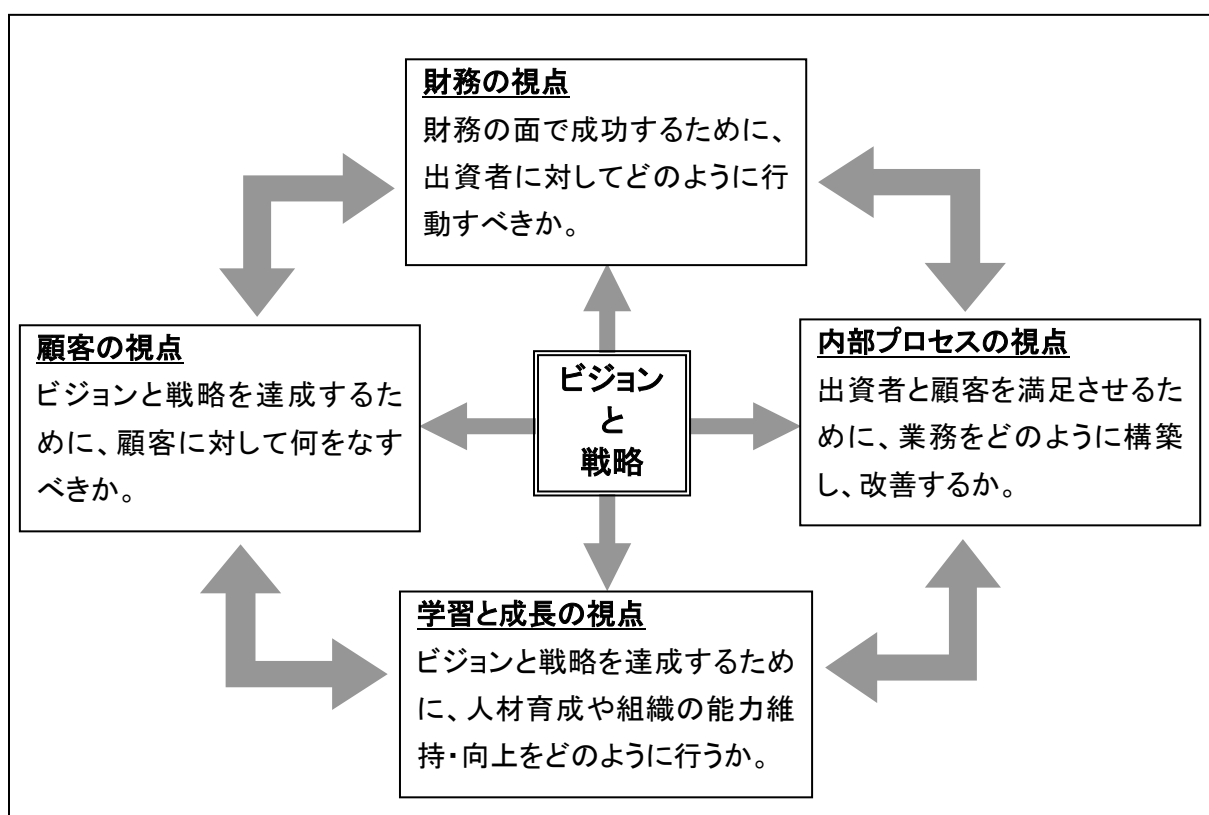 財務の視点
財務の面で成功するために、
出資者に対してどのように行
動すべきか。
顧客の視点
ビジョンと戦略を達成するた
めに、顧客に対して何をなす
べきか。
ビジョン
と
戦略
内部プロセスの視点
出資者と顧客を満足させるた
めに、業務をどのように構築
し、改善するか。
学習と成長の視点
ビジョンと戦略を達成するため
に、人材育成や組織の能力維
持・向上をどのように行うか。